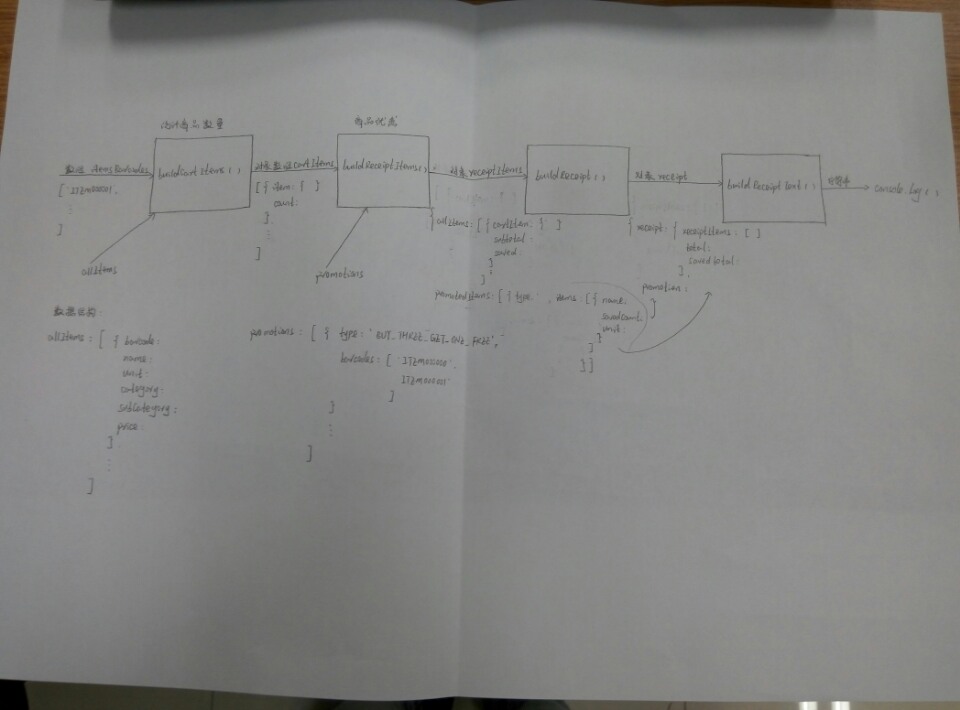 统计商品数量
商品优惠
数组 itemsBarcodes
buildCartItems()
对象数组 CartItems
buildReceiptItems()
对象 receiptItems
buildReceipt()
对象 receipt
buildReceiptText()
字符串
console.log()
['ITEM000001',
⋮
]
[{ item: { }
count:
}
⋮
]
allItems
promotions
{ allItems: [ { cartItem: { }
subtotal:
saved
}
]
promotedItems: [ { type: ' , items: [ { name:
savedCount:
unit:
}
]
} ]
{ receipt: { receiptItems: [ ]
total:
savedTotal:
},
promotion:
}
数据结构:
allItems: [ { barcode:
name:
unit:
category:
subCategory:
price:
}
⋮
]
promotions: [ { type: 'BUY_THREE_GET_ONE_FREE',
barcodes: [ 'ITEM000000'
ITEM000001'
]
}
⋮
]